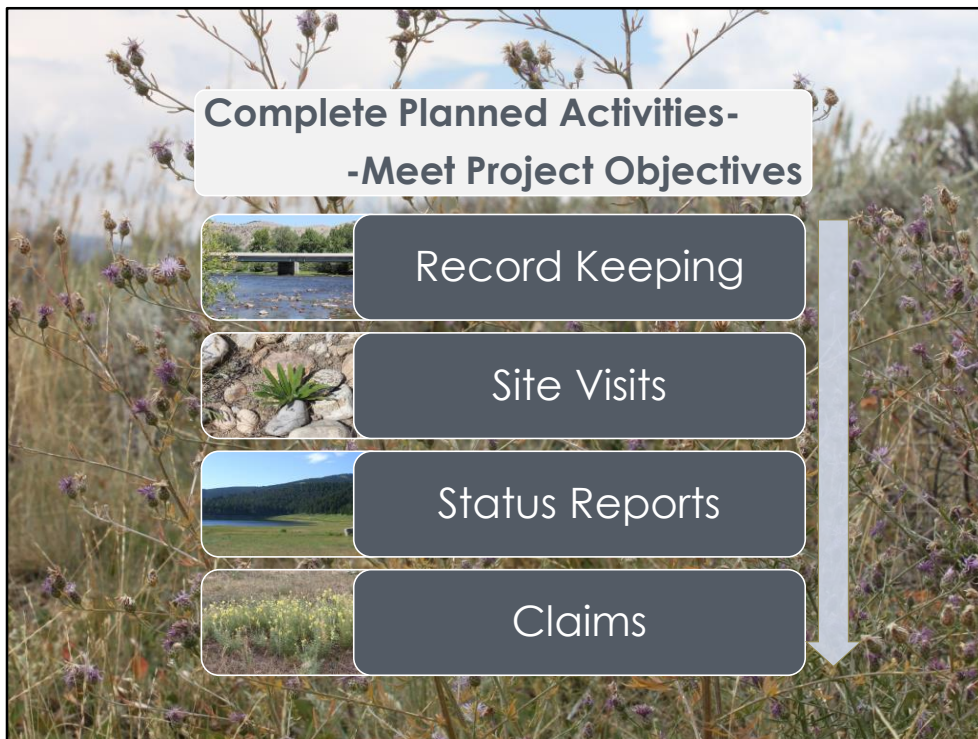 Complete Planned Activities-
-Meet Project Objectives
Record Keeping
Site Visits
Status Reports
Claims